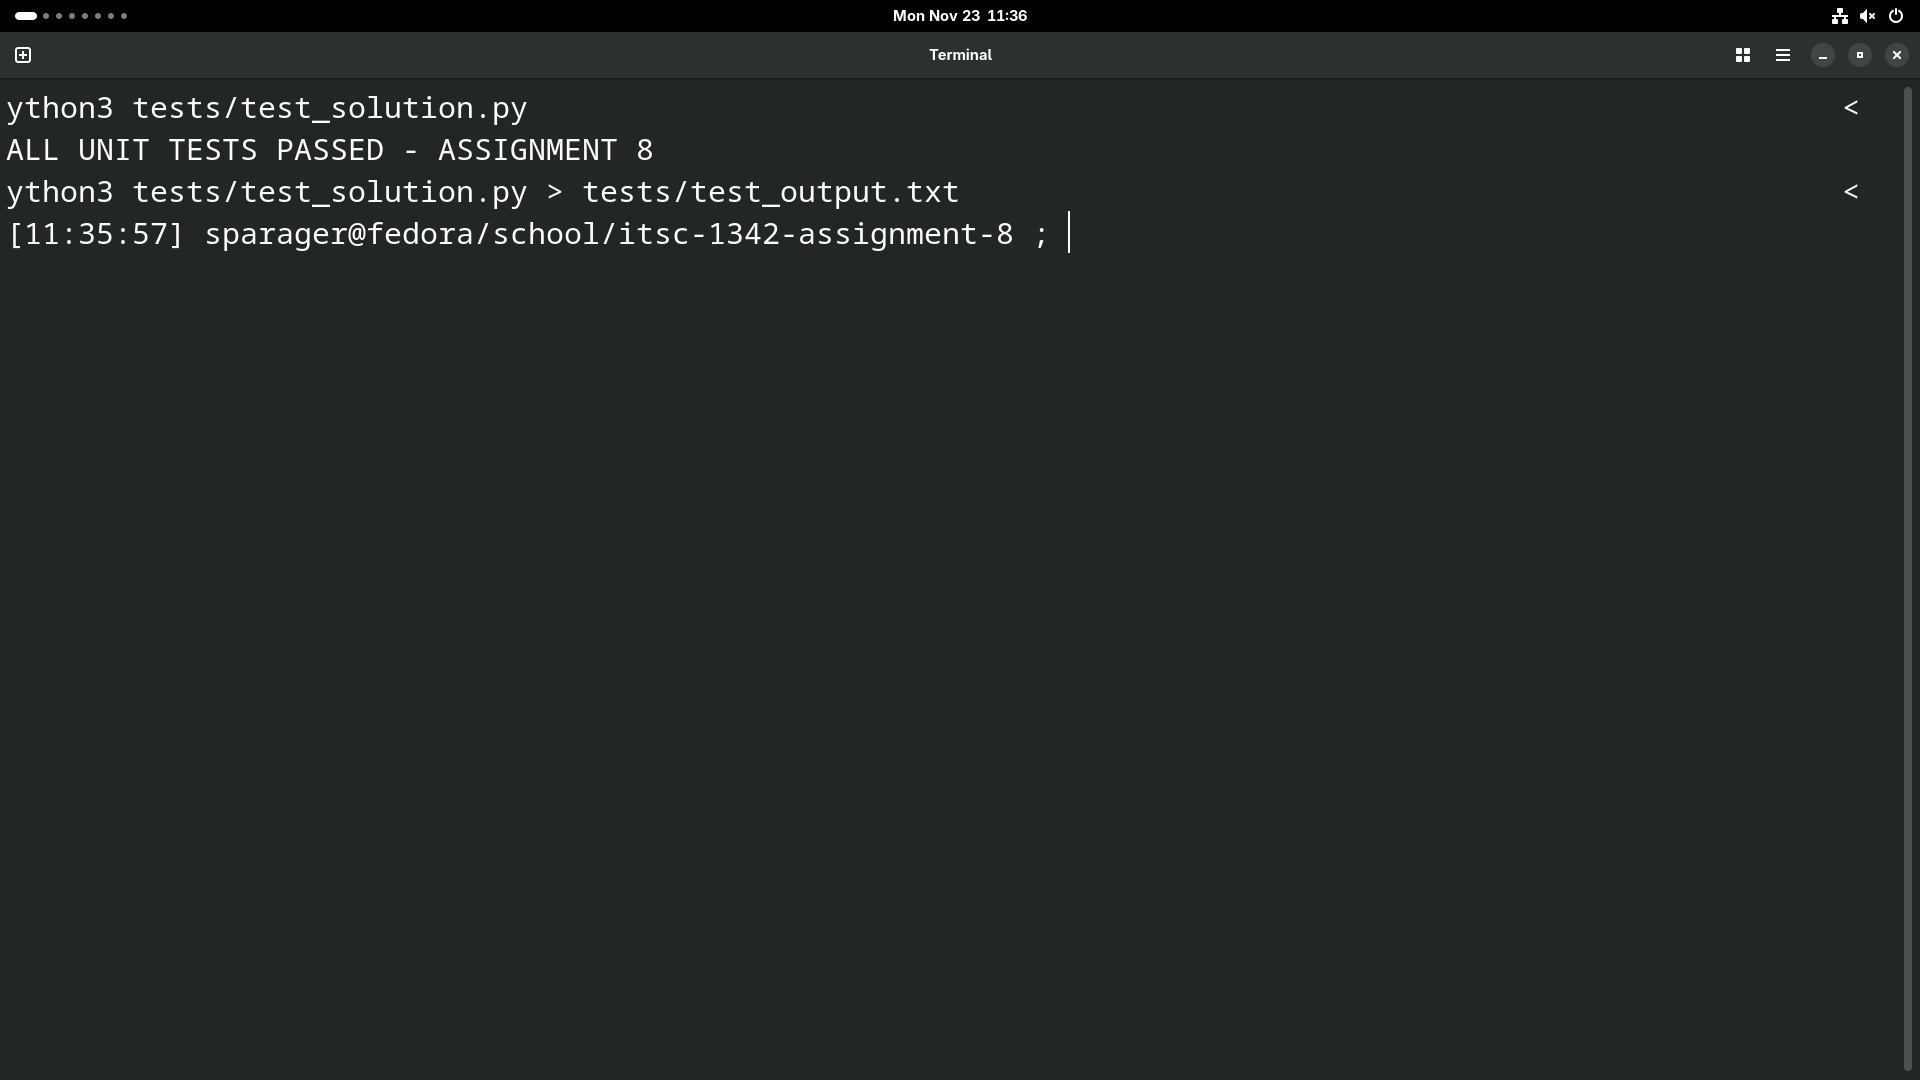 Mon Nov 23 11:36
Terminal
ython3 tests/test_solution.py <
ALL UNIT TESTS PASSED - ASSIGNMENT 8
ython3 tests/test_solution.py > tests/test_output.txt <
[11:35:57] sparager@fedora/school/itsc-1342-assignment-8 ;